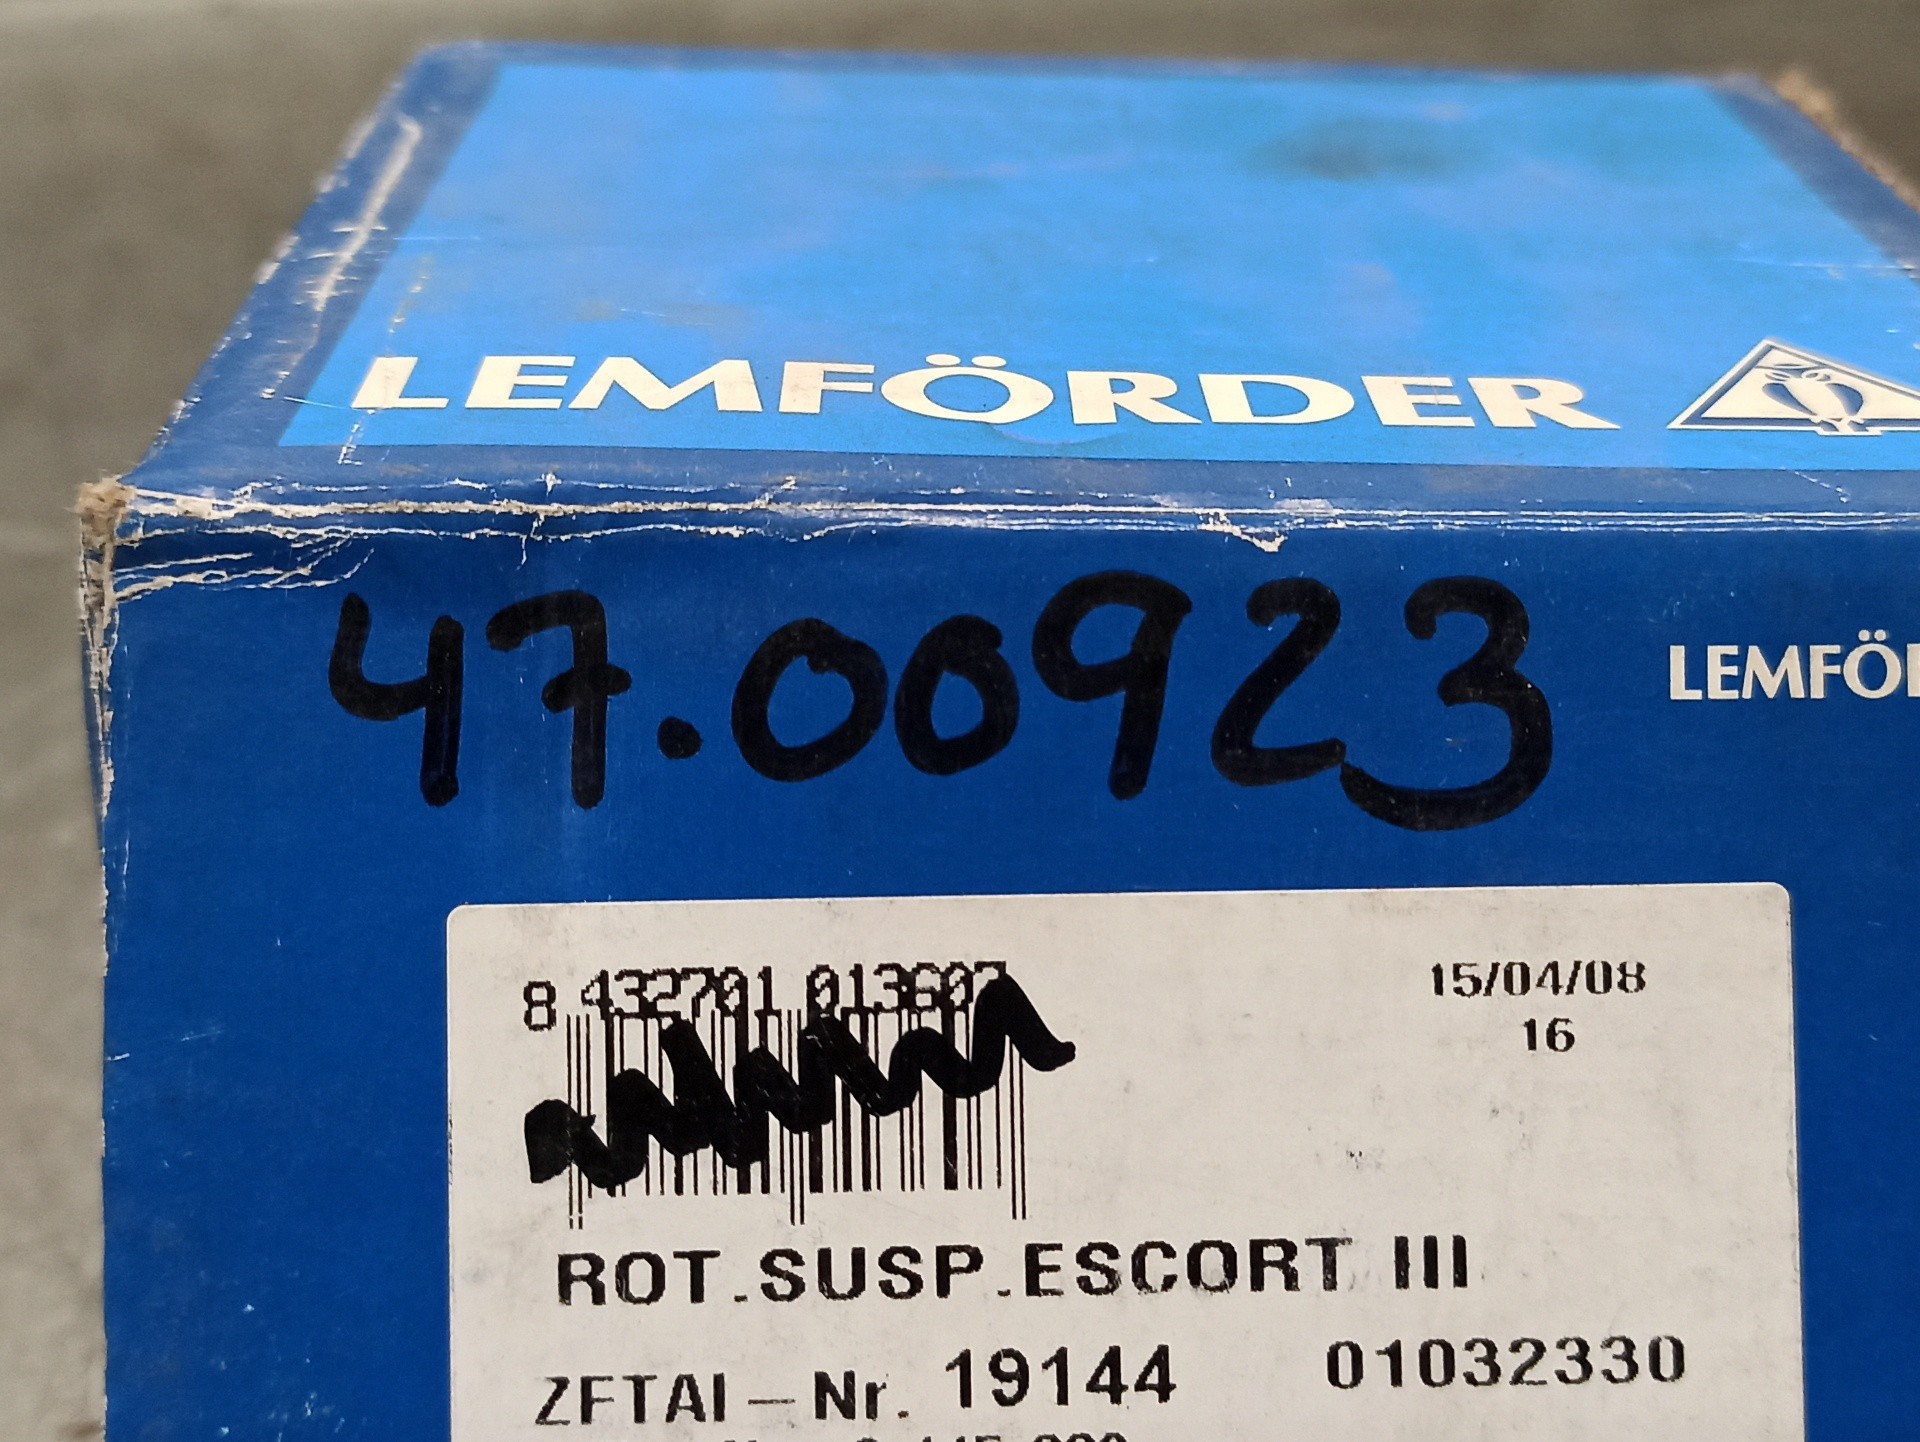 LEMFÖRDER
47.00923
LEMFÖ
8 432701 013607
15/04/08
16
ROT.SUSP.ESCORT III
ZFTAI-Nr. 19144 01032330